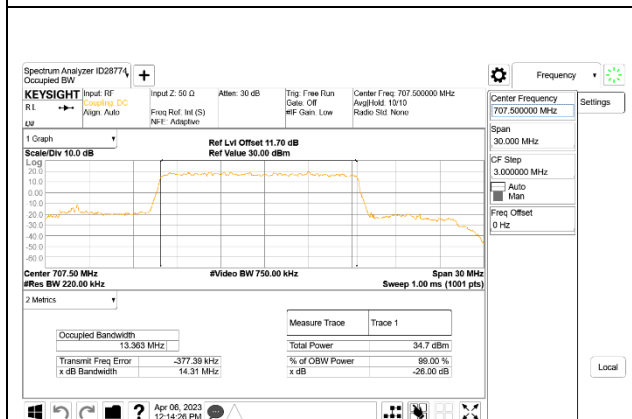 Spectrum Analyzer ID28774
Occupied BW
+
Frequency
KEYSIGHT
Input: RF
Coupling: DC
Align: Auto
Input Z: 50 Ω
Freq Ref: Int (S)
NFE: Adaptive
Atten: 30 dB
Trig: Free Run
Gate: Off
#IF Gain: Low
Center Freq: 707.500000 MHz
Avg|Hold: 10/10
Radio Std: None
RL
Center Frequency
707.500000 MHz
Settings
Span
30.000 MHz
CF Step
3.000000 MHz
Auto
Man
Freq Offset
0 Hz
1 Graph
Scale/Div 10.0 dB
Ref Lvl Offset 11.70 dB
Ref Value 30.00 dBm
Log
20.0
10.0
0.00
-10.0
-20.0
-30.0
-40.0
-50.0
-60.0
Center 707.50 MHz
#Res BW 220.00 kHz
#Video BW 750.00 kHz
Span 30 MHz
Sweep 1.00 ms (1001 pts)
2 Metrics
Occupied Bandwidth
13.363 MHz
Transmit Freq Error -377.39 kHz
x dB Bandwidth 14.31 MHz
Measure Trace Trace 1
Total Power 34.7 dBm
% of OBW Power 99.00 %
x dB -26.00 dB
Local
?
Apr 06, 2023
12:14:26 PM